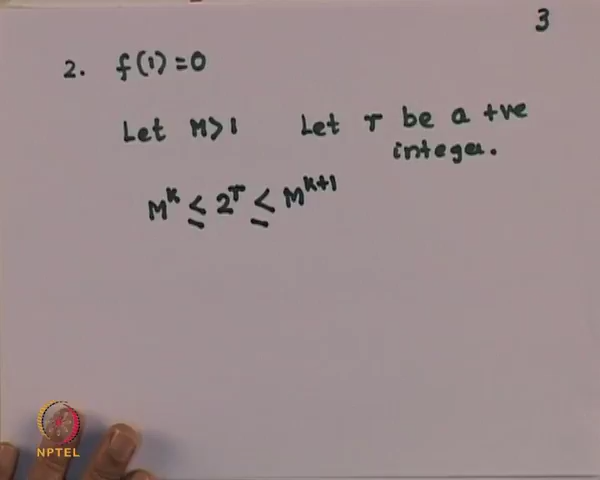 3
2. f(1)=0
Let M>1 Let r be a +ve
integer.
M^k ≤ 2^r ≤ M^{k+1}
NPTEL